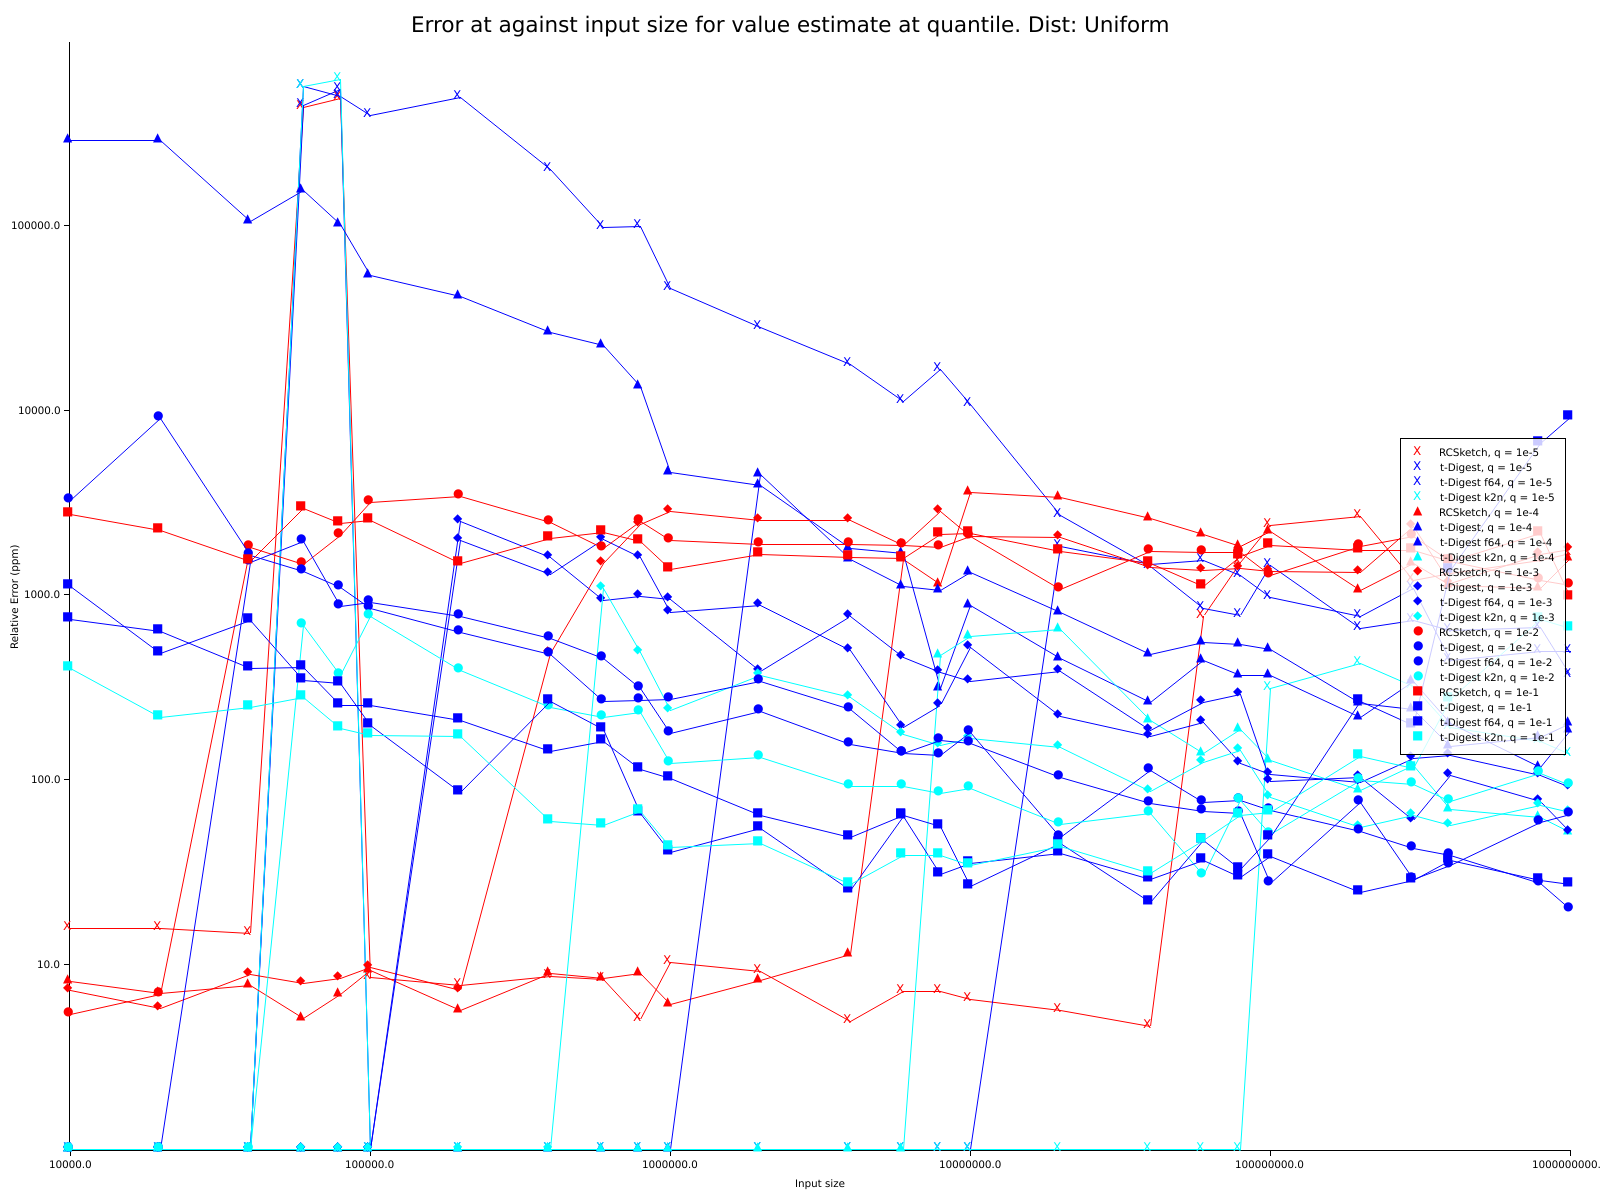 Error at against input size for value estimate at quantile. Dist: Uniform
Relative Error (ppm)
100000.0
10000.0
1000.0
100.0
10.0
RCSketch, q = 1e-5
t-Digest, q = 1e-5
t-Digest f64, q = 1e-5
t-Digest k2n, q = 1e-5
RCSketch, q = 1e-4
t-Digest, q = 1e-4
t-Digest f64, q = 1e-4
t-Digest k2n, q = 1e-4
RCSketch, q = 1e-3
t-Digest, q = 1e-3
t-Digest f64, q = 1e-3
t-Digest k2n, q = 1e-3
RCSketch, q = 1e-2
t-Digest, q = 1e-2
t-Digest f64, q = 1e-2
t-Digest k2n, q = 1e-2
RCSketch, q = 1e-1
t-Digest, q = 1e-1
t-Digest f64, q = 1e-1
t-Digest k2n, q = 1e-1
10000.0 100000.0 1000000.0 10000000.0 100000000.0 1000000000.
Input size